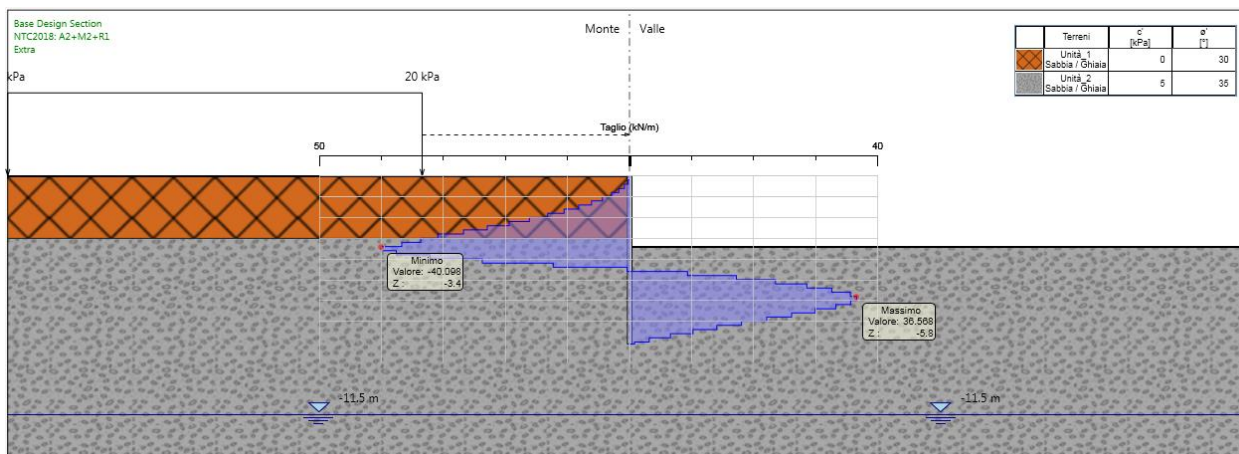 Base Design Section
NTC2018: A2+M2+R1
Extra
Monte Valle
Terreni c' ø'
[kPa] [°]
Unità_1
Sabbia / Ghiaia 0 30
Unità_2
Sabbia / Ghiaia 5 35
kPa 20 kPa
Taglio (kN/m)
50 40
Minimo
Valore: -40.098
Z : -3.4
Massimo
Valore: 36.568
Z : -5.8
-11.5 m -11.5 m